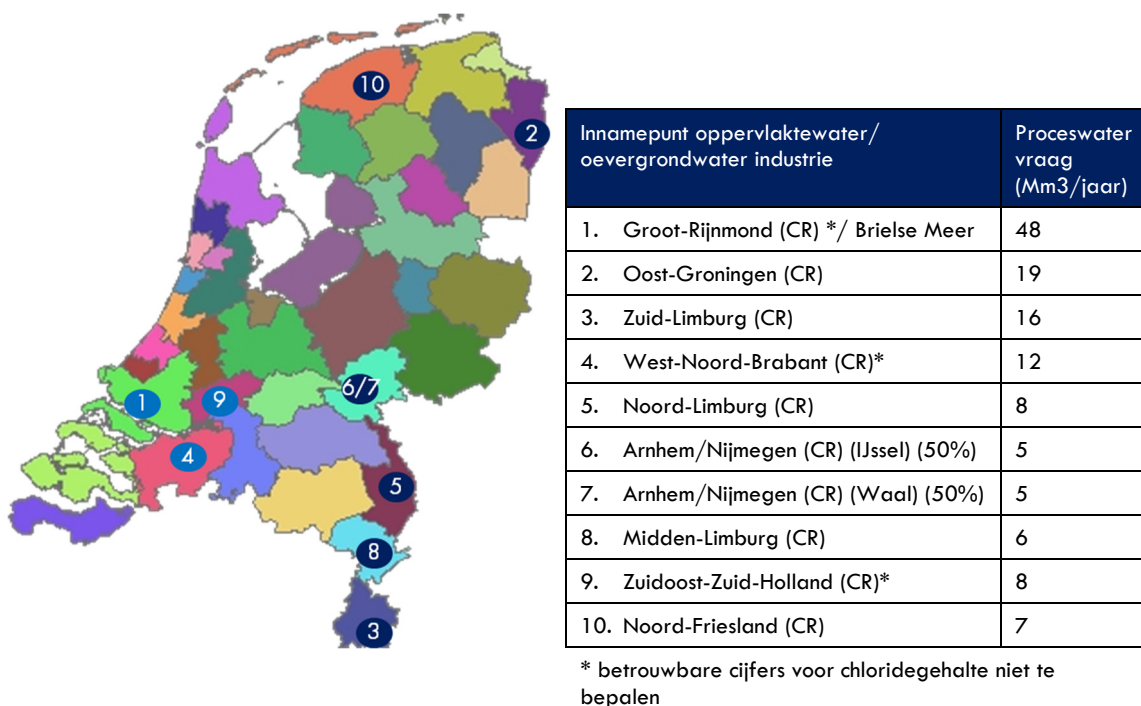 10
2
1
9
6/7
4
5
8
3
Innamepunt oppervlaktewater/ Proceswater
oevergrondwater industrie vraag
(Mm3/jaar)
1. Groot-Rijnmond (CR) */ Brielse Meer 48
2. Oost-Groningen (CR) 19
3. Zuid-Limburg (CR) 16
4. West-Noord-Brabant (CR)* 12
5. Noord-Limburg (CR) 8
6. Arnhem/Nijmegen (CR) (IJssel) (50%) 5
7. Arnhem/Nijmegen (CR) (Waal) (50%) 5
8. Midden-Limburg (CR) 6
9. Zuidoost-Zuid-Holland (CR)* 8
10. Noord-Friesland (CR) 7
* betrouwbare cijfers voor chloridegehalte niet te
bepalen